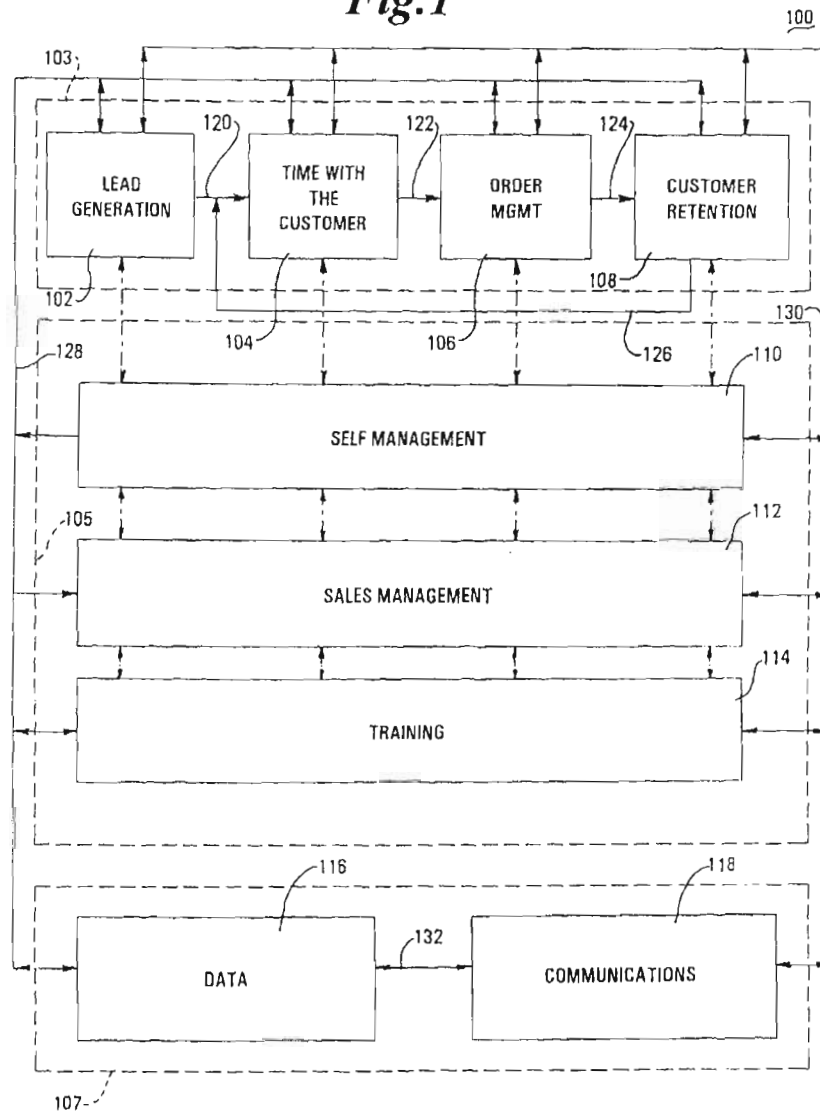 Fig.1
100
103
120
122
124
LEAD
GENERATION
TIME WITH
THE
CUSTOMER
ORDER
MGMT
CUSTOMER
RETENTION
102
104
106
108
126
130
128
110
SELF MANAGEMENT
105
112
SALES MANAGEMENT
114
TRAINING
116
118
132
DATA
COMMUNICATIONS
107